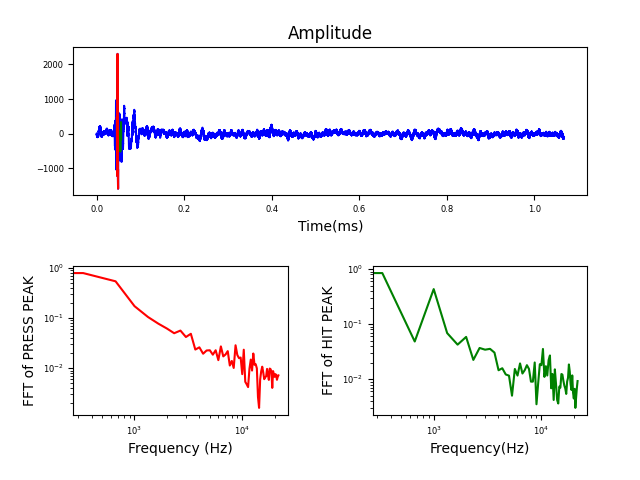 Amplitude
2000
1000
0
−1000
0.0 0.2 0.4 0.6 0.8 1.0
Time(ms)
FFT of PRESS PEAK
10⁰
10⁻¹
10⁻²
10³ 10⁴
Frequency (Hz)
FFT of HIT PEAK
10⁰
10⁻¹
10⁻²
10³ 10⁴
Frequency(Hz)